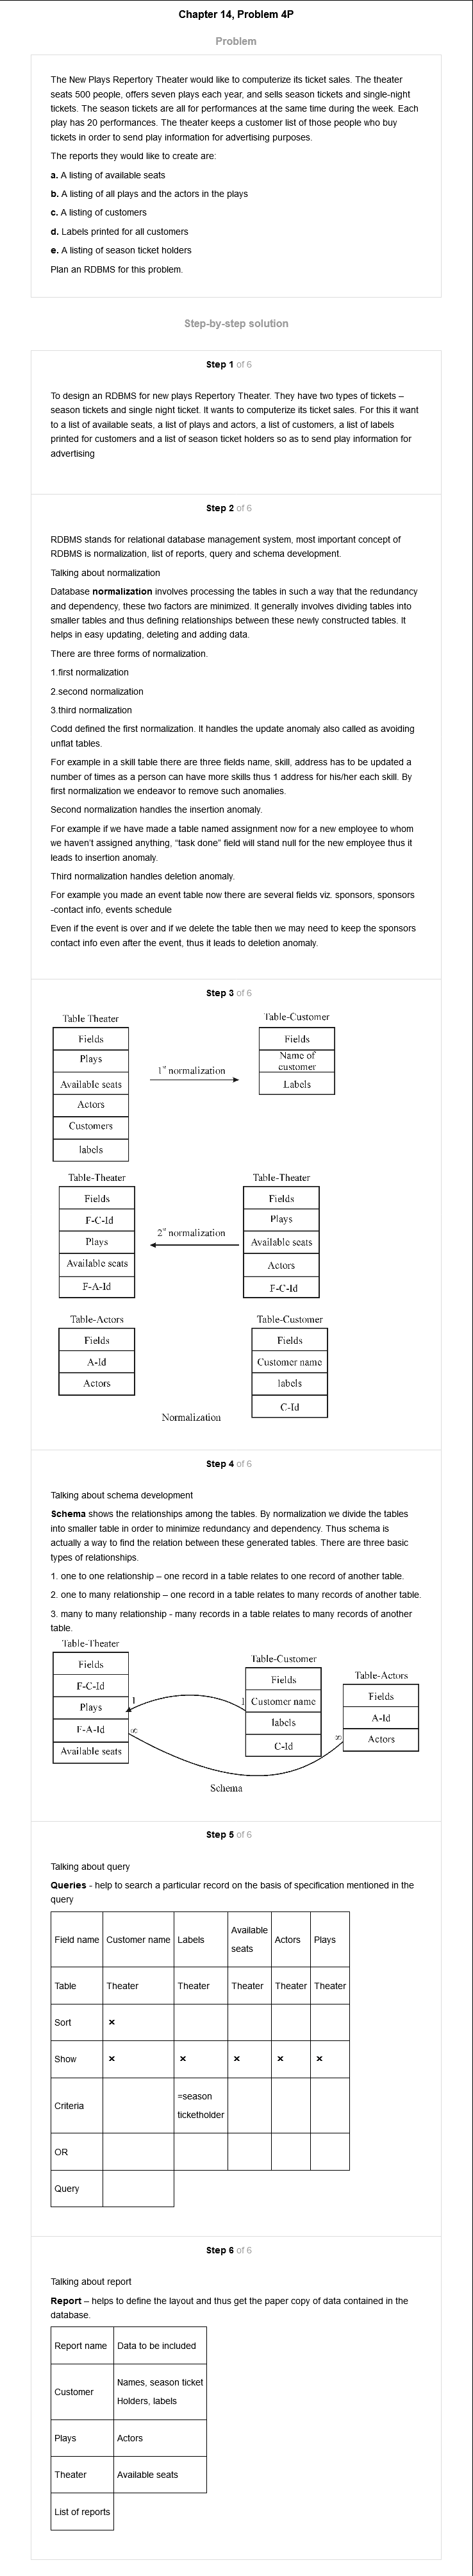 Chapter 14, Problem 4P
Problem
The New Plays Repertory Theater would like to computerize its ticket sales. The theater
seats 500 people, offers seven plays each year, and sells season tickets and single-night
tickets. The season tickets are all for performances at the same time during the week. Each
play has 20 performances. The theater keeps a customer list of those people who buy
tickets in order to send play information for advertising purposes.
The reports they would like to create are:
a. A listing of available seats
b. A listing of all plays and the actors in the plays
c. A listing of customers
d. Labels printed for all customers
e. A listing of season ticket holders
Plan an RDBMS for this problem.
Step-by-step solution
Step 1 of 6
To design an RDBMS for new plays Repertory Theater. They have two types of tickets –
season tickets and single night ticket. It wants to computerize its ticket sales. For this it want
to a list of available seats, a list of plays and actors, a list of customers, a list of labels
printed for customers and a list of season ticket holders so as to send play information for
advertising
Step 2 of 6
RDBMS stands for relational database management system, most important concept of
RDBMS is normalization, list of reports, query and schema development.
Talking about normalization
Database normalization involves processing the tables in such a way that the redundancy
and dependency, these two factors are minimized. It generally involves dividing tables into
smaller tables and thus defining relationships between these newly constructed tables. It
helps in easy updating, deleting and adding data.
There are three forms of normalization.
1.first normalization
2.second normalization
3.third normalization
Codd defined the first normalization. It handles the update anomaly also called as avoiding
unflat tables.
For example in a skill table there are three fields name, skill, address has to be updated a
number of times as a person can have more skills thus 1 address for his/her each skill. By
first normalization we endeavor to remove such anomalies.
Second normalization handles the insertion anomaly.
For example if we have made a table named assignment now for a new employee to whom
we haven't assigned anything, “task done” field will stand null for the new employee thus it
leads to insertion anomaly.
Third normalization handles deletion anomaly.
For example you made an event table now there are several fields viz. sponsors, sponsors
-contact info, events schedule
Even if the event is over and if we delete the table then we may need to keep the sponsors
contact info even after the event, thus it leads to deletion anomaly.
Step 3 of 6
Table Theater
Fields
Plays
Available seats
Actors
Customers
labels
1st normalization
Table-Customer
Fields
Name of
customer
Labels
Table-Theater
Fields
F-C-Id
Plays
Available seats
F-A-Id
2st normalization
Table-Theater
Fields
Plays
Available seats
Actors
F-C-Id
Table-Actors
Fields
A-Id
Actors
Table-Customer
Fields
Customer name
labels
C-Id
Normalization
Step 4 of 6
Talking about schema development
Schema shows the relationships among the tables. By normalization we divide the tables
into smaller table in order to minimize redundancy and dependency. Thus schema is
actually a way to find the relation between these generated tables. There are three basic
types of relationships.
1. one to one relationship – one record in a table relates to one record of another table.
2. one to many relationship – one record in a table relates to many records of another table.
3. many to many relationship - many records in a table relates to many records of another
table.
Table-Theater
Fields
F-C-Id
Plays
F-A-Id
Available seats
1
∞
Table-Customer
Fields
1 Customer name
labels
C-Id
Table-Actors
Fields
A-Id
∞ Actors
Schema
Step 5 of 6
Talking about query
Queries - help to search a particular record on the basis of specification mentioned in the
query
Field name Customer name Labels Available seats Actors Plays
Table Theater Theater Theater Theater Theater
Sort ×
Show × × × × ×
Criteria =season ticketholder
OR
Query
Step 6 of 6
Talking about report
Report – helps to define the layout and thus get the paper copy of data contained in the
database.
Report name Data to be included
Customer Names, season ticket Holders, labels
Plays Actors
Theater Available seats
List of reports